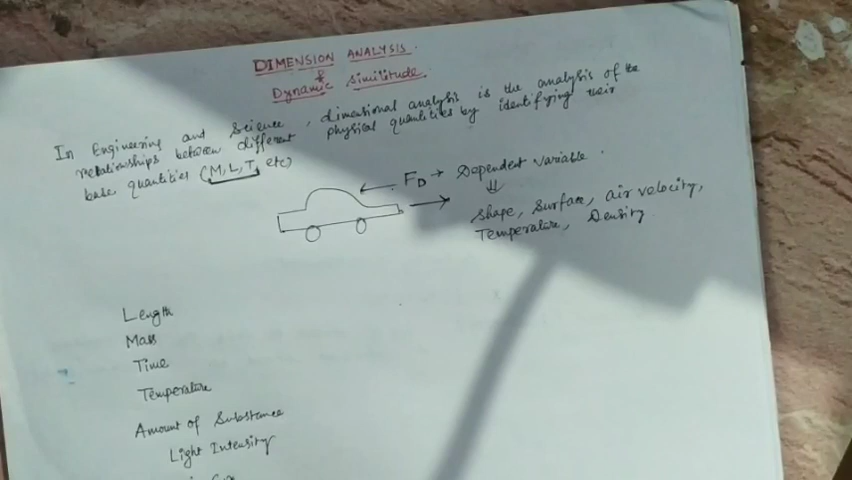 DIMENSION ANALYSIS
&
Dynamic Similitude.
In Engineering and Science, dimensional analysis is the analysis of the
relationships between different physical quantities by identifying their
base quantities (M, L, T, etc)
FD → Dependent variable
⇓
Shape, Surface, air velocity,
Temperature, Density
Length
Mass
Time
Temperature
Amount of Substance
Light Intensity